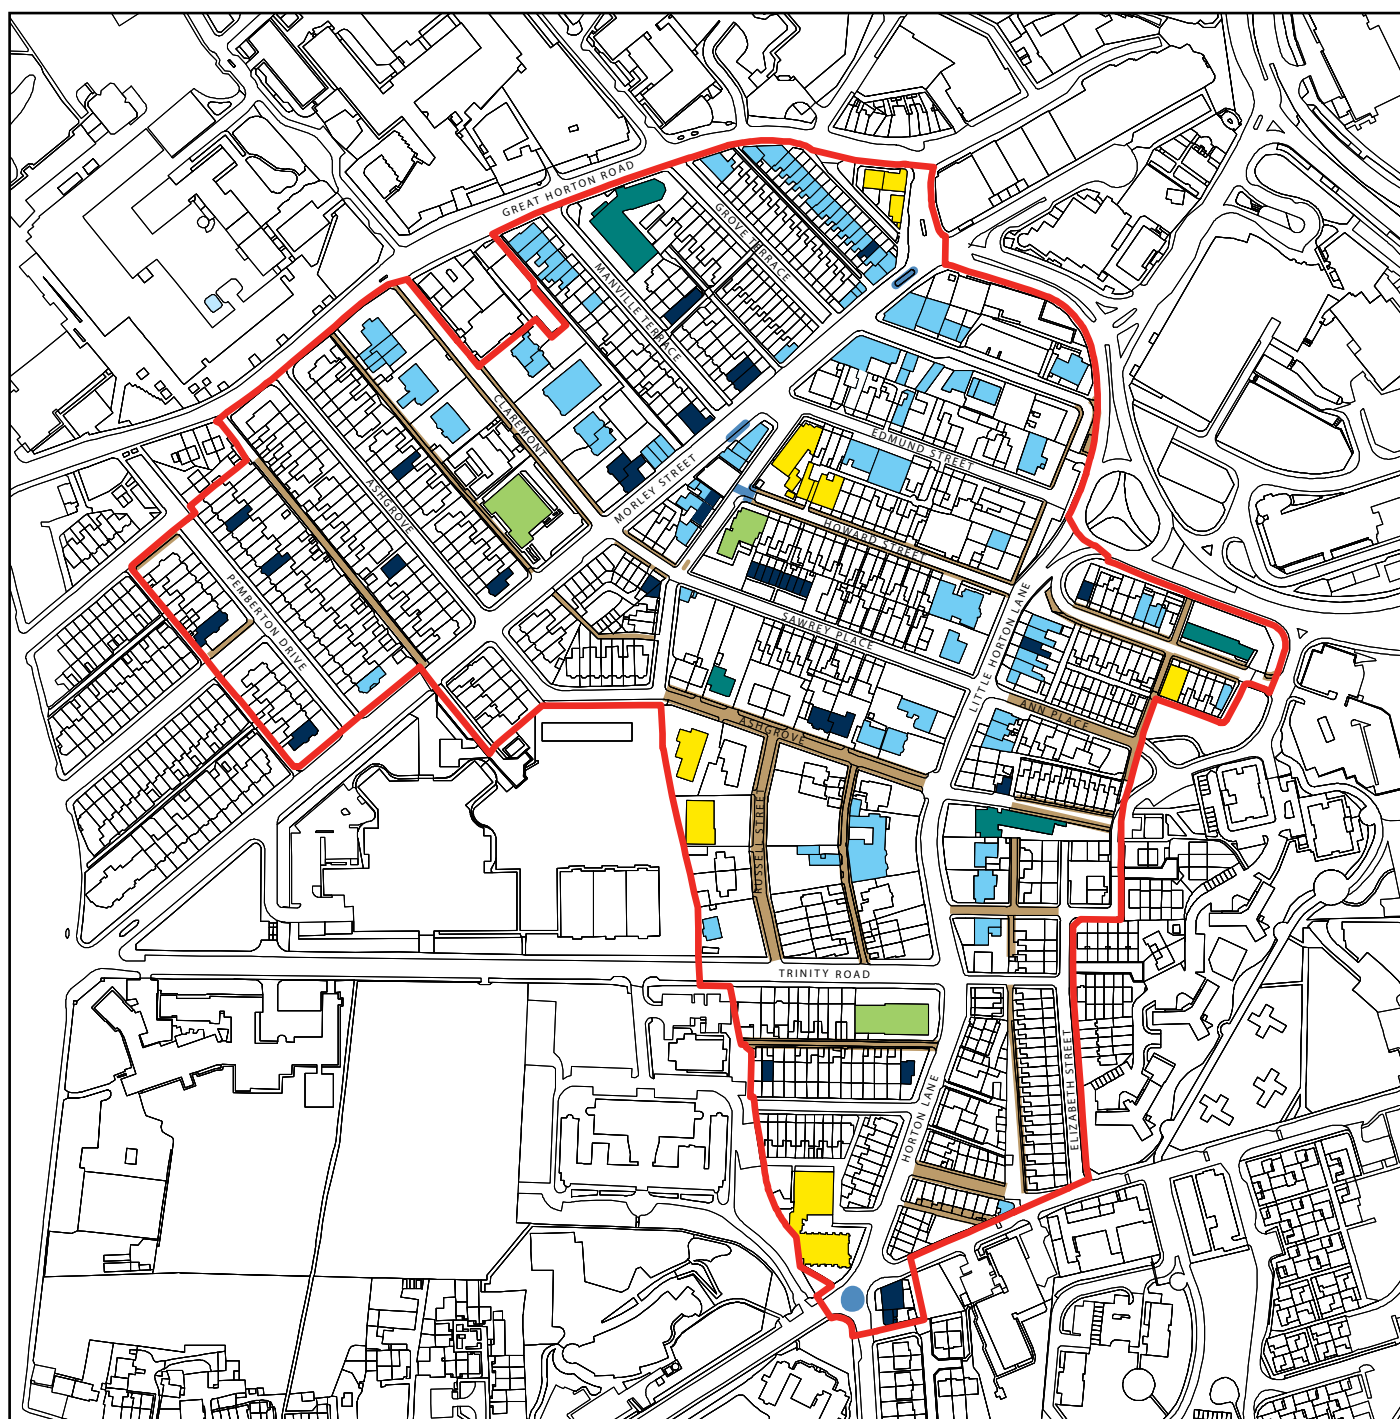 GREAT HORTON ROAD
GROVE TERRACE
MANVILLE TERRACE
CLAREMONT
EDMUND STREET
MORLEY STREET
ASHGROVE
HOWARD STREET
PEMBERTON DRIVE
SAWREY PLACE
LITTLE HORTON LANE
ANN PLACE
ASHGROVE
RUSSELL STREET
TRINITY ROAD
HORTON LANE
ELIZABETH STREET